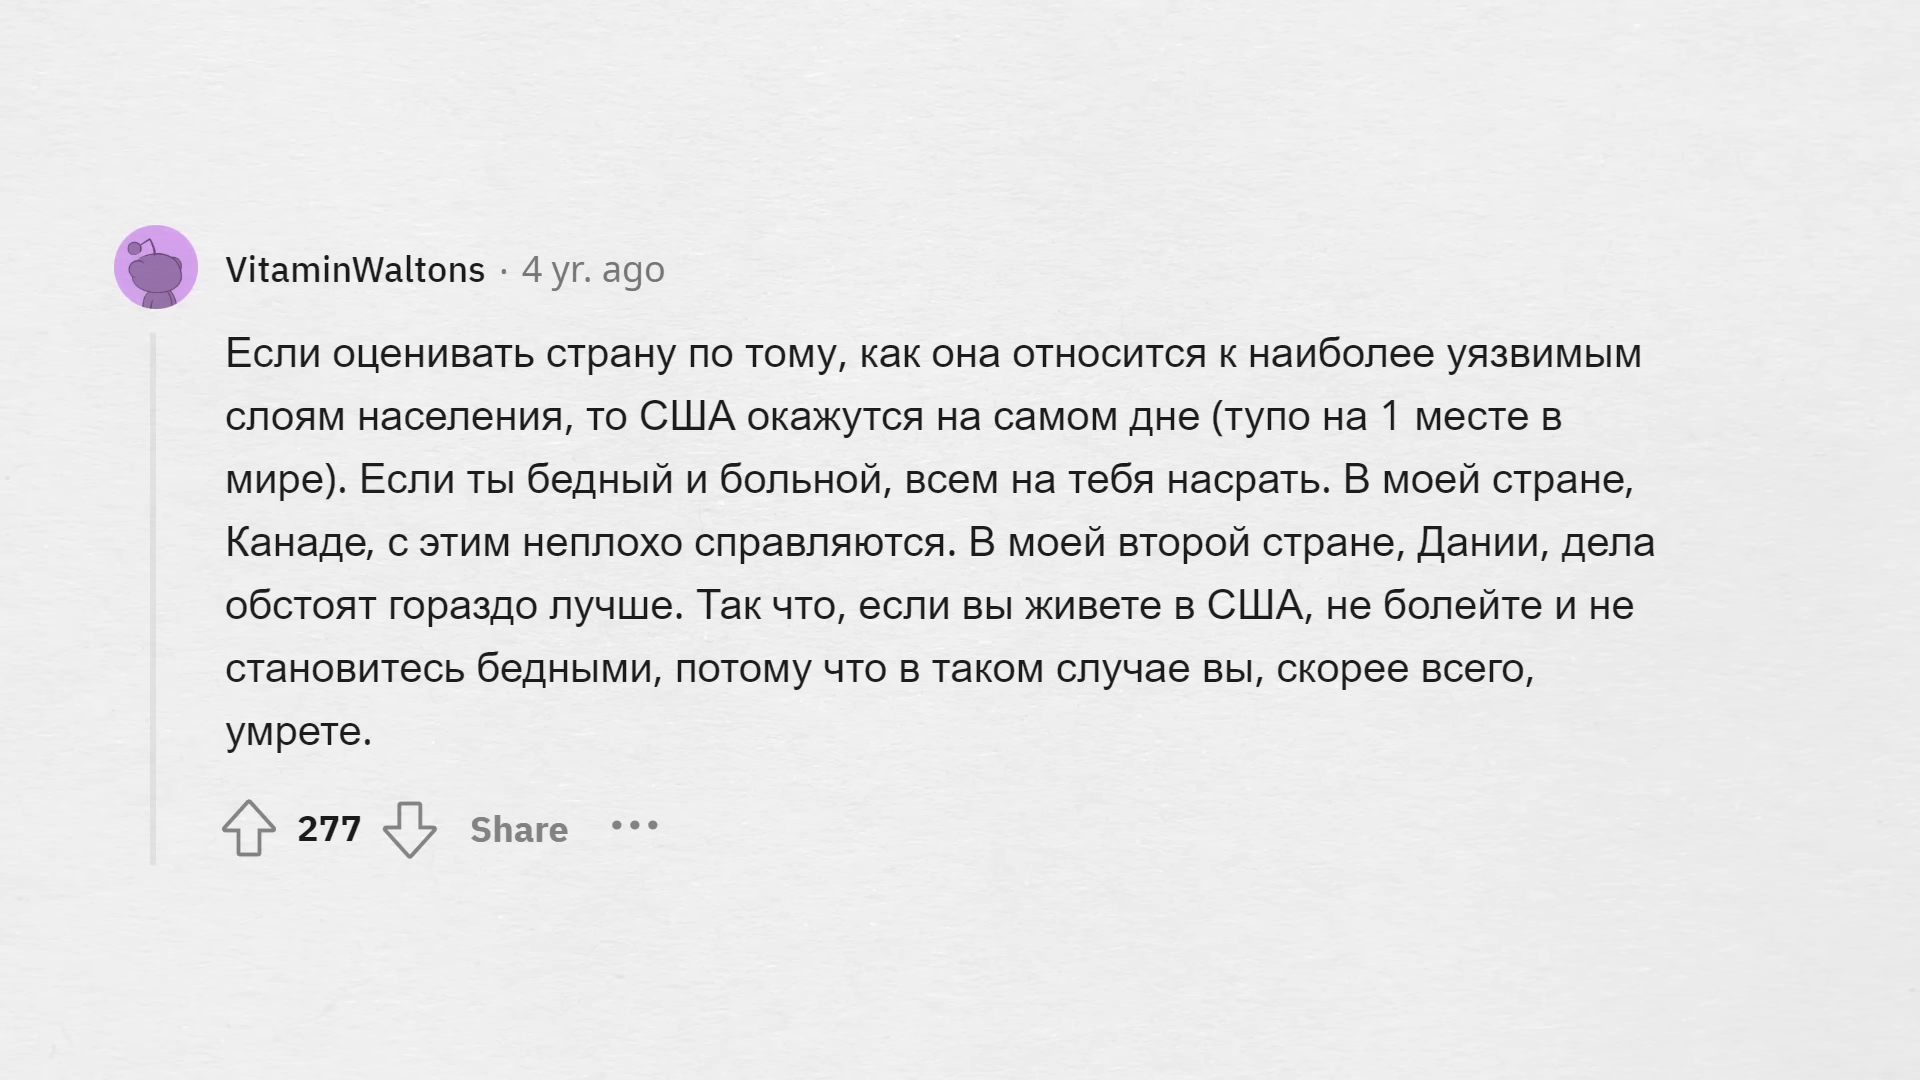 VitaminWaltons · 4 yr. ago
Если оценивать страну по тому, как она относится к наиболее уязвимым
слоям населения, то США окажутся на самом дне (тупо на 1 месте в
мире). Если ты бедный и больной, всем на тебя насрать. В моей стране,
Канаде, с этим неплохо справляются. В моей второй стране, Дании, дела
обстоят гораздо лучше. Так что, если вы живете в США, не болейте и не
становитесь бедными, потому что в таком случае вы, скорее всего,
умрете.
277 Share